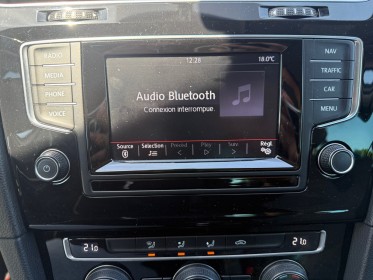 RADIO
MEDIA
PHONE
VOICE
12:28
18.0°C
Audio Bluetooth
Connexion interrompue.
Source
Sélection
Précéd
Play
Suiv.
Régl.
NAV
TRAFFIC
CAR
MENU
21.0
21.0